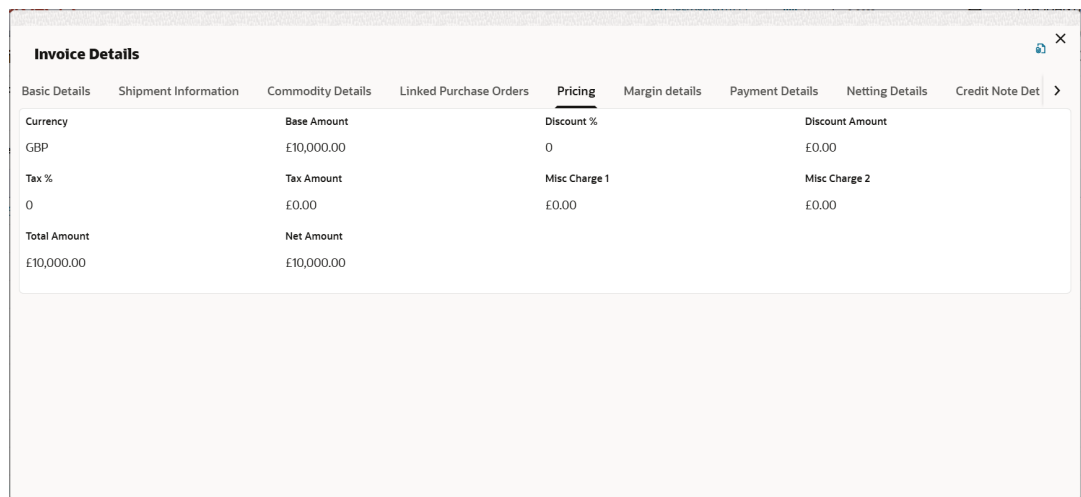 Invoice Details
Basic Details Shipment Information Commodity Details Linked Purchase Orders Pricing Margin details Payment Details Netting Details Credit Note Det
Currency Base Amount Discount % Discount Amount
GBP £10,000.00 0 £0.00
Tax % Tax Amount Misc Charge 1 Misc Charge 2
0 £0.00 £0.00 £0.00
Total Amount Net Amount
£10,000.00 £10,000.00